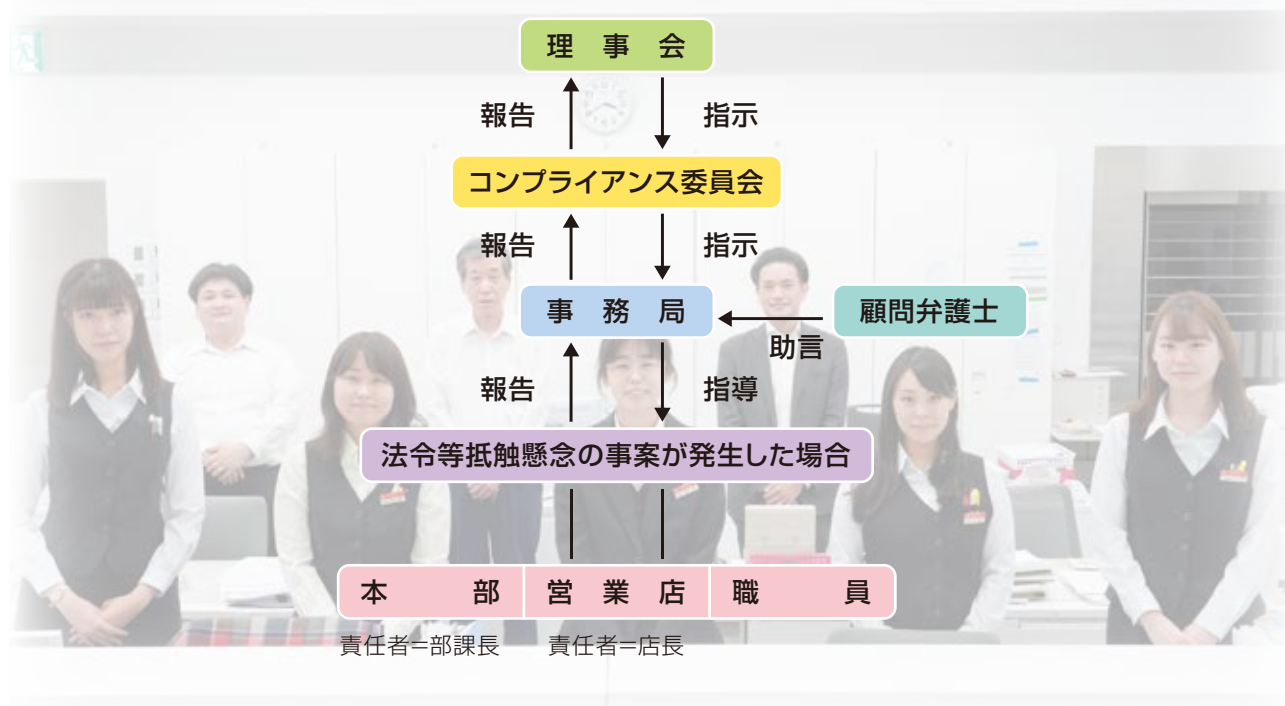 理事会
報告 指示
コンプライアンス委員会
報告 指示
事務局 顧問弁護士
助言
報告 指導
法令等抵触懸念の事案が発生した場合
本部 営業店 職員
責任者=部課長 責任者=店長